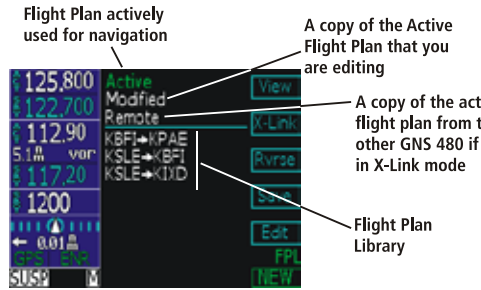 Flight Plan actively
used for navigation
A copy of the Active
Flight Plan that you
are editing
A copy of the act
flight plan from t
other GNS 480 if
in X-Link mode
Flight Plan
Library
125.800
122.700
112.90
5.1 vor
117.20
1200
0.01
GPS ENR
SUSP M
Active
Modified
Remote
KBFI→KPAE
KSLE→KBFI
KSLE→KIXD
View
X-Link
Rvrse
Save
Edit
FPL
NEW